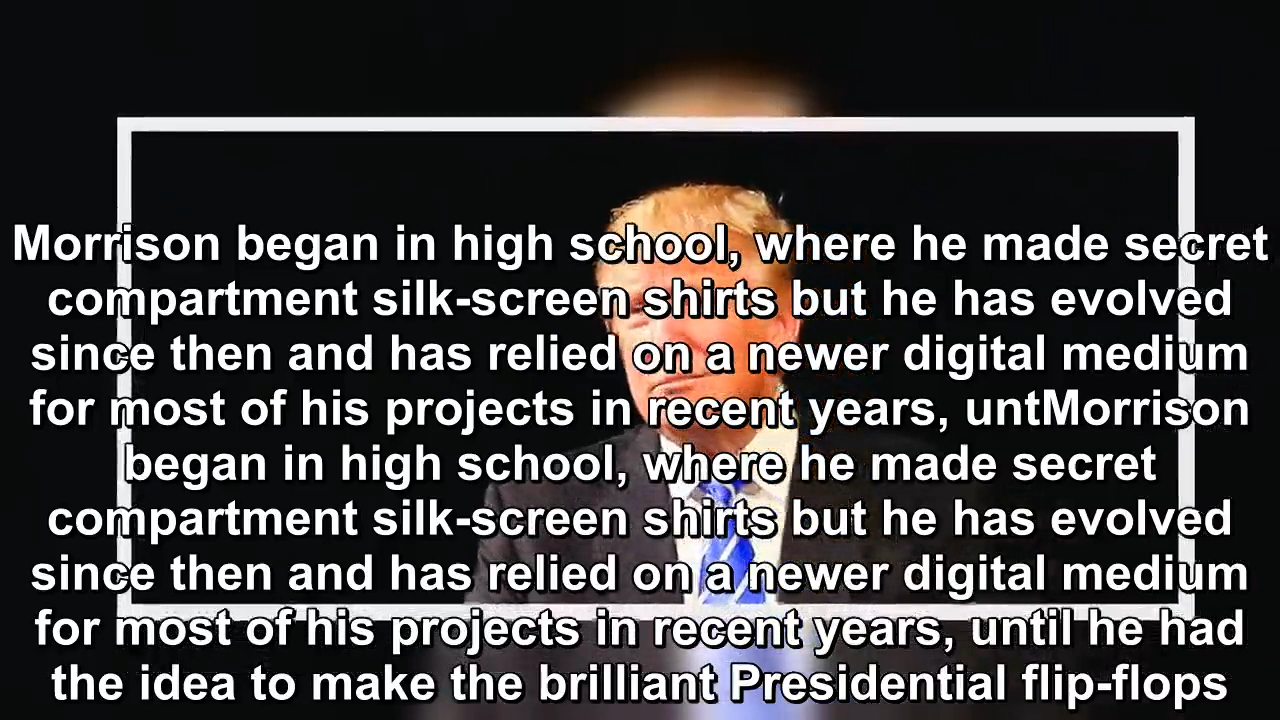 Morrison began in high school, where he made secret
compartment silk-screen shirts but he has evolved
since then and has relied on a newer digital medium
for most of his projects in recent years, untMorrison
began in high school, where he made secret
compartment silk-screen shirts but he has evolved
since then and has relied on a newer digital medium
for most of his projects in recent years, until he had
the idea to make the brilliant Presidential flip-flops